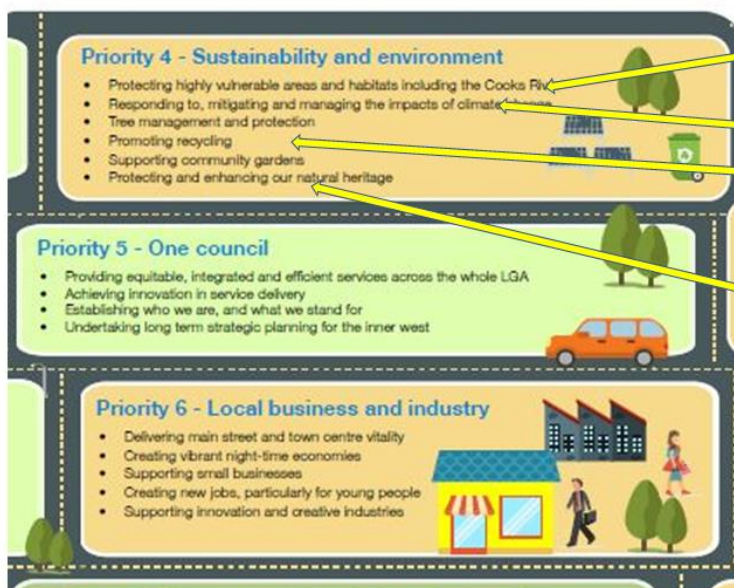 Priority 4 - Sustainability and environment
• Protecting highly vulnerable areas and habitats including the Cooks
• Responding to, mitigating and managing the impacts of climate change
• Tree management and protection
• Promoting recycling
• Supporting community gardens
• Protecting and enhancing our natural heritage
Priority 5 - One council
• Providing equitable, integrated and efficient services across the whole LGA
• Achieving innovation in service delivery
• Establishing who we are, and what we stand for
• Undertaking long term strategic planning for the inner west
Priority 6 - Local business and industry
• Delivering main street and town centre vitality
• Creating vibrant night-time economies
• Supporting small businesses
• Creating new jobs, particularly for young people
• Supporting innovation and creative industries